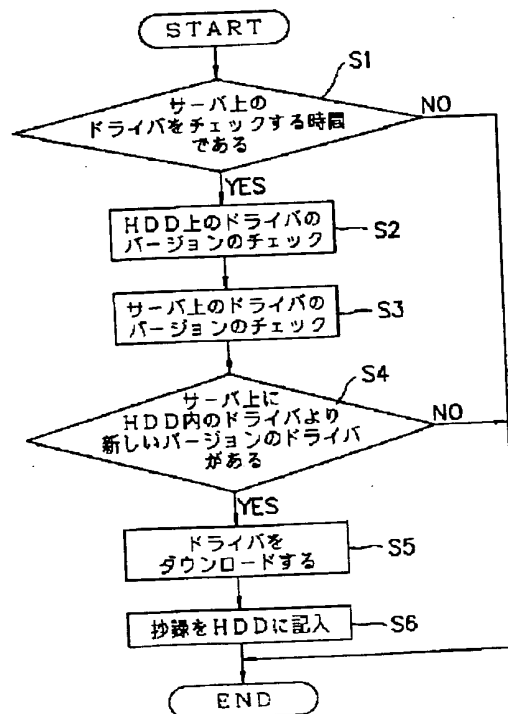 START
S1
サーバ上の
ドライバをチェックする時間
である
NO
YES
HDD上のドライバの
バージョンのチェック
S2
サーバ上のドライバの
バージョンのチェック
S3
S4
サーバ上に
HDD内のドライバより
新しいバージョンのドライバ
がある
NO
YES
ドライバを
ダウンロードする
S5
抄録をHDDに記入
S6
END